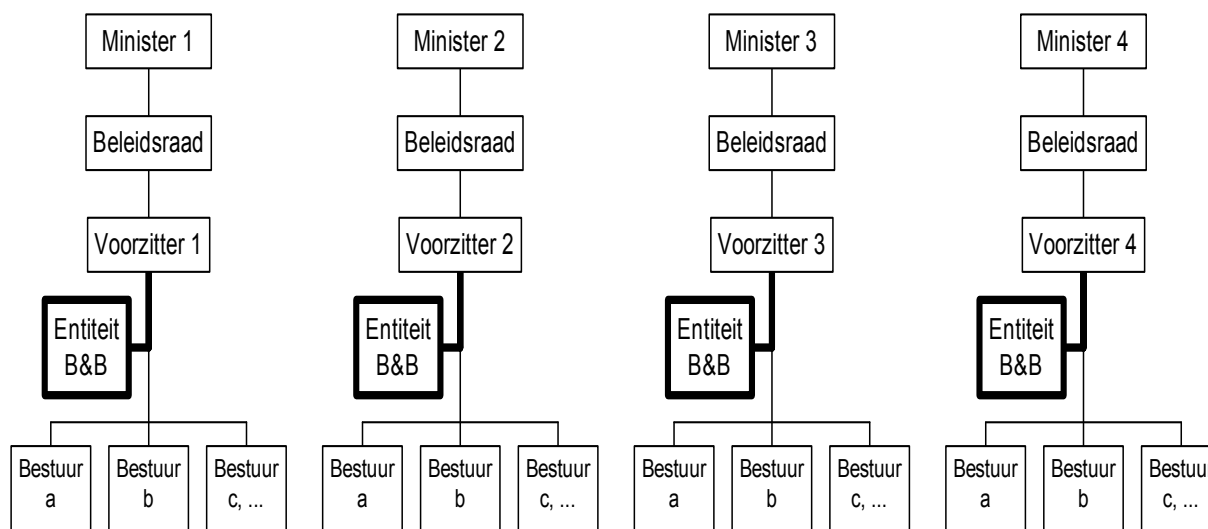 Minister 1
Minister 2
Minister 3
Minister 4
Beleidsraad
Beleidsraad
Beleidsraad
Beleidsraad
Voorzitter 1
Voorzitter 2
Voorzitter 3
Voorzitter 4
Entiteit
B&B
Entiteit
B&B
Entiteit
B&B
Entiteit
B&B
Bestuur
a
Bestuur
b
Bestuur
c, ...
Bestuur
a
Bestuur
b
Bestuur
c, ...
Bestuur
a
Bestuur
b
Bestuur
c, ...
Bestuur
a
Bestuur
b
Bestuur
c, ...